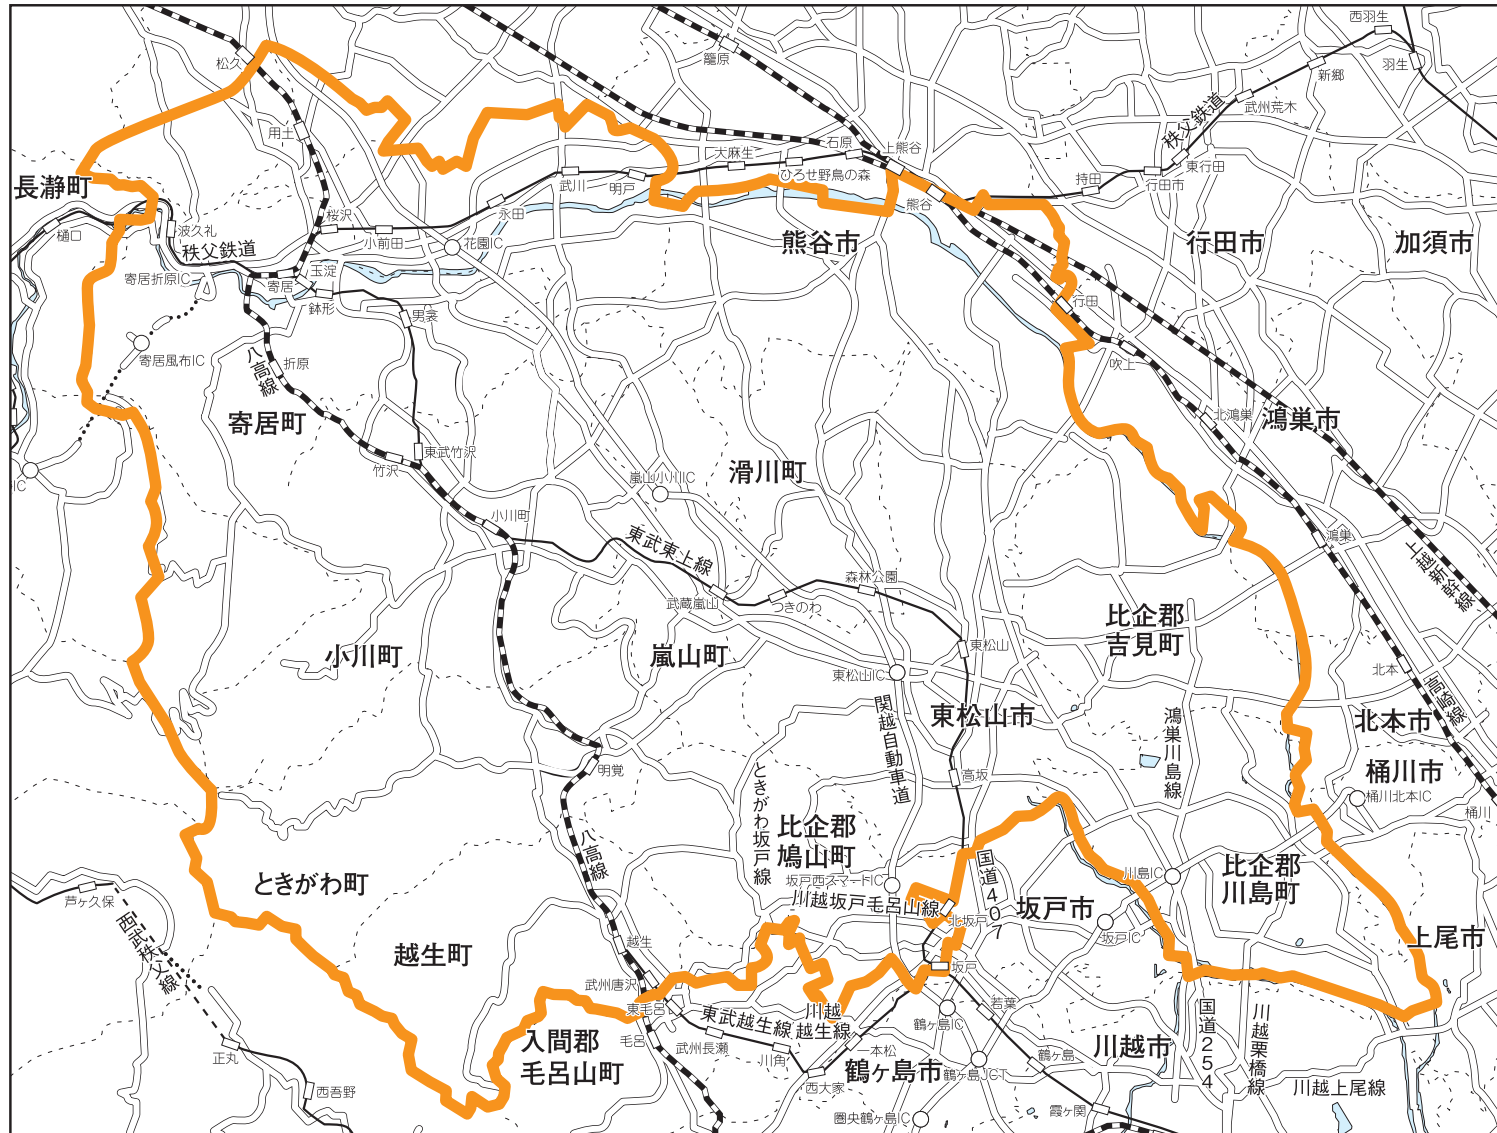 西羽生
羽生
新郷
松久
籠原
武州荒木
秩父鉄道
用土
石原
上熊谷
大麻生
東行田
ひろせ野鳥の森
持田
行田市
長瀞町
武川
明戸
熊谷
永田
桜沢
小前田
花園IC
樋口
波久礼
秩父鉄道
熊谷市
行田市
加須市
玉淀
寄居折原IC
寄居
鉢形
行田
男衾
寄居風布IC
折原
八高線
吹上
寄居町
北鴻巣
鴻巣市
東武竹沢
竹沢
嵐山小川IC
滑川町
IC
小川町
東武東上線
鴻巣
上越新幹線
森林公園
武蔵嵐山
つきのわ
比企郡
吉見町
小川町
嵐山町
東松山
東松山IC
北本
高崎線
関越自動車道
東松山市
鴻巣川島線
北本市
明覚
ときがわ坂戸線
高坂
桶川市
桶川北本IC
桶川
八高線
比企郡
鳩山町
国道407
川島IC
比企郡
川島町
ときがわ町
坂戸西スマートIC
川越坂戸毛呂山線
芦ヶ久保
西武秩父線
北坂戸
坂戸市
坂戸IC
上尾市
越生町
越生
坂戸
武州唐沢
東毛呂
東武越生線
川越
越生線
若葉
鶴ヶ島IC
国道254
川越栗橋線
入間郡
毛呂山町
毛呂
武州長瀬
川角
一本松
川越市
正丸
鶴ヶ島市
鶴ヶ島JCT
鶴ヶ島
西大家
川越上尾線
西吾野
圏央鶴ヶ島IC
霞ヶ関